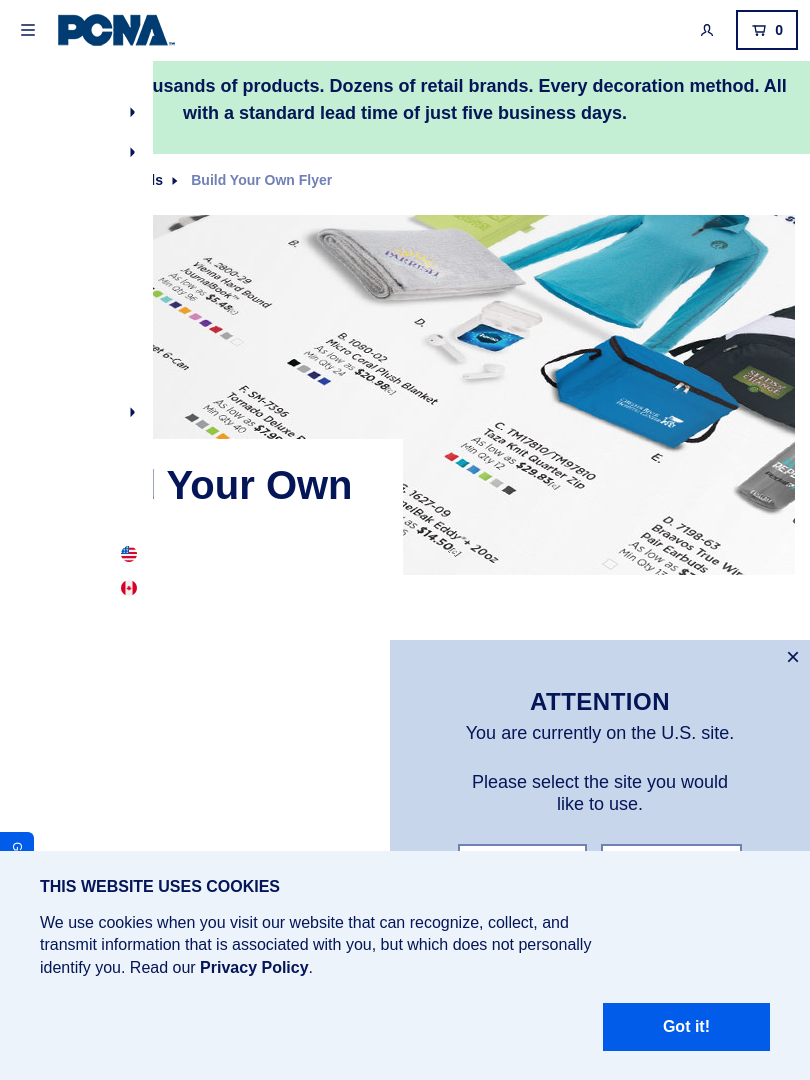 PCNA
0
usands of products. Dozens of retail brands. Every decoration method. All
with a standard lead time of just five business days.
ls
Build Your Own Flyer
B.
A. 2800-29
Vienna Hard Bound
JournalBook™
As low as $5.48(c)
Min Qty 96
D.
B. 1080-02
Micro Coral Plush Blanket
As low as $20.98(c)
Min Qty 24
et 6-Can
F. SM-7396
Tornado Deluxe
As low as $7.95
Min Qty 40
C. TM17810/TM97810
Taza Knit Quarter Zip
As low as $29.83(c)
Min Qty 12
E.
E. 1627-09
elBak Eddy®+ 20oz
as $14.50(c)
D. 7198-63
Braavos True Wir
Pair Earbuds
As low as
Min Qty 13
SEEDS of CHANGE
Your Own
ATTENTION
You are currently on the U.S. site.
Please select the site you would
like to use.
G
THIS WEBSITE USES COOKIES
We use cookies when you visit our website that can recognize, collect, and
transmit information that is associated with you, but which does not personally
identify you. Read our Privacy Policy.
Got it!